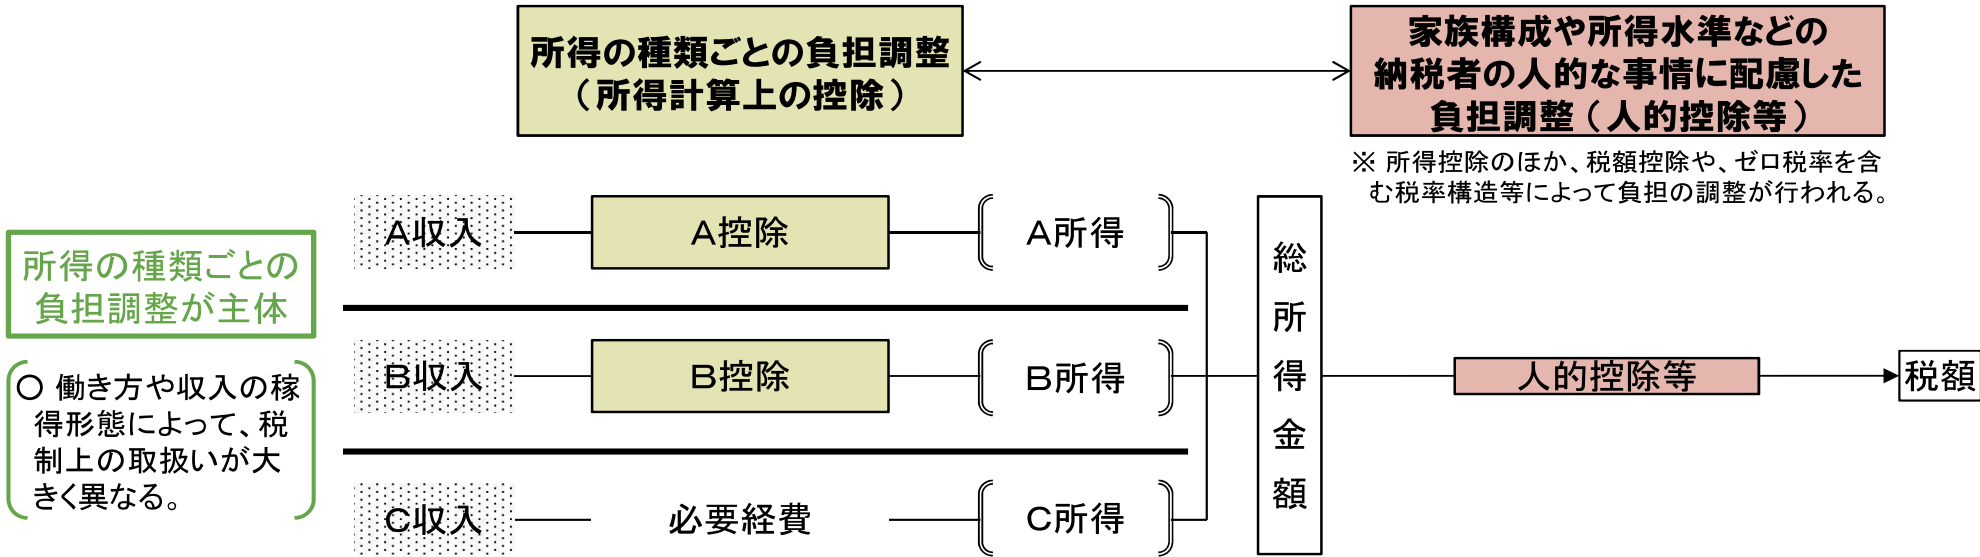 所得の種類ごとの負担調整
（所得計算上の控除）
家族構成や所得水準などの
納税者の人的な事情に配慮した
負担調整（人的控除等）
※ 所得控除のほか、税額控除や、ゼロ税率を含
む税率構造等によって負担の調整が行われる。
所得の種類ごとの
負担調整が主体
○ 働き方や収入の稼
得形態によって、税
制上の取扱いが大
きく異なる。
A収入
A控除
A所得
B収入
B控除
B所得
C収入
必要経費
C所得
総所得金額
人的控除等
税額